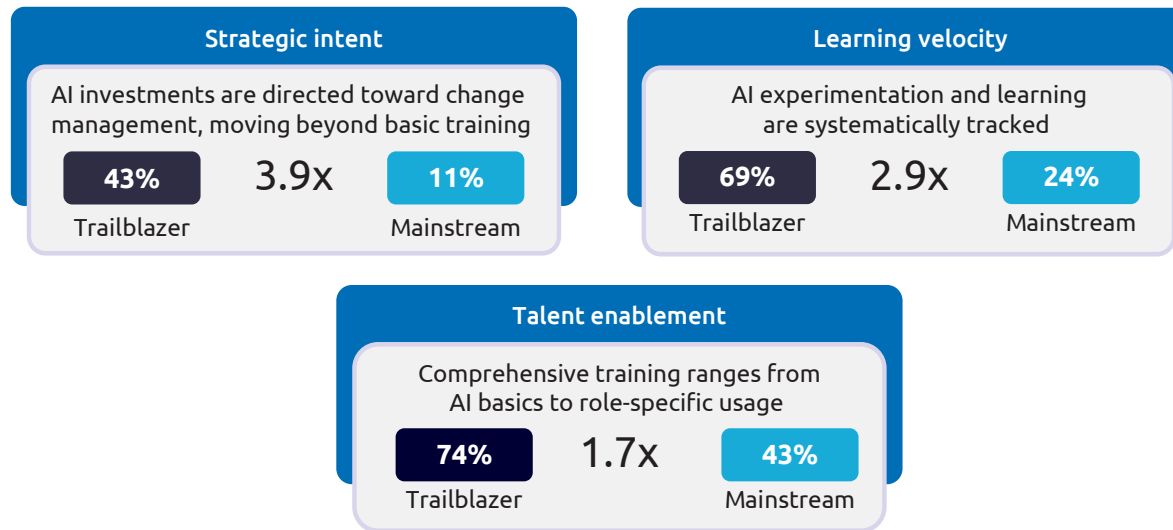 Strategic intent
AI investments are directed toward change
management, moving beyond basic training
43%
3.9x
11%
Trailblazer
Mainstream
Learning velocity
AI experimentation and learning
are systematically tracked
69%
2.9x
24%
Trailblazer
Mainstream
Talent enablement
Comprehensive training ranges from
AI basics to role-specific usage
74%
1.7x
43%
Trailblazer
Mainstream